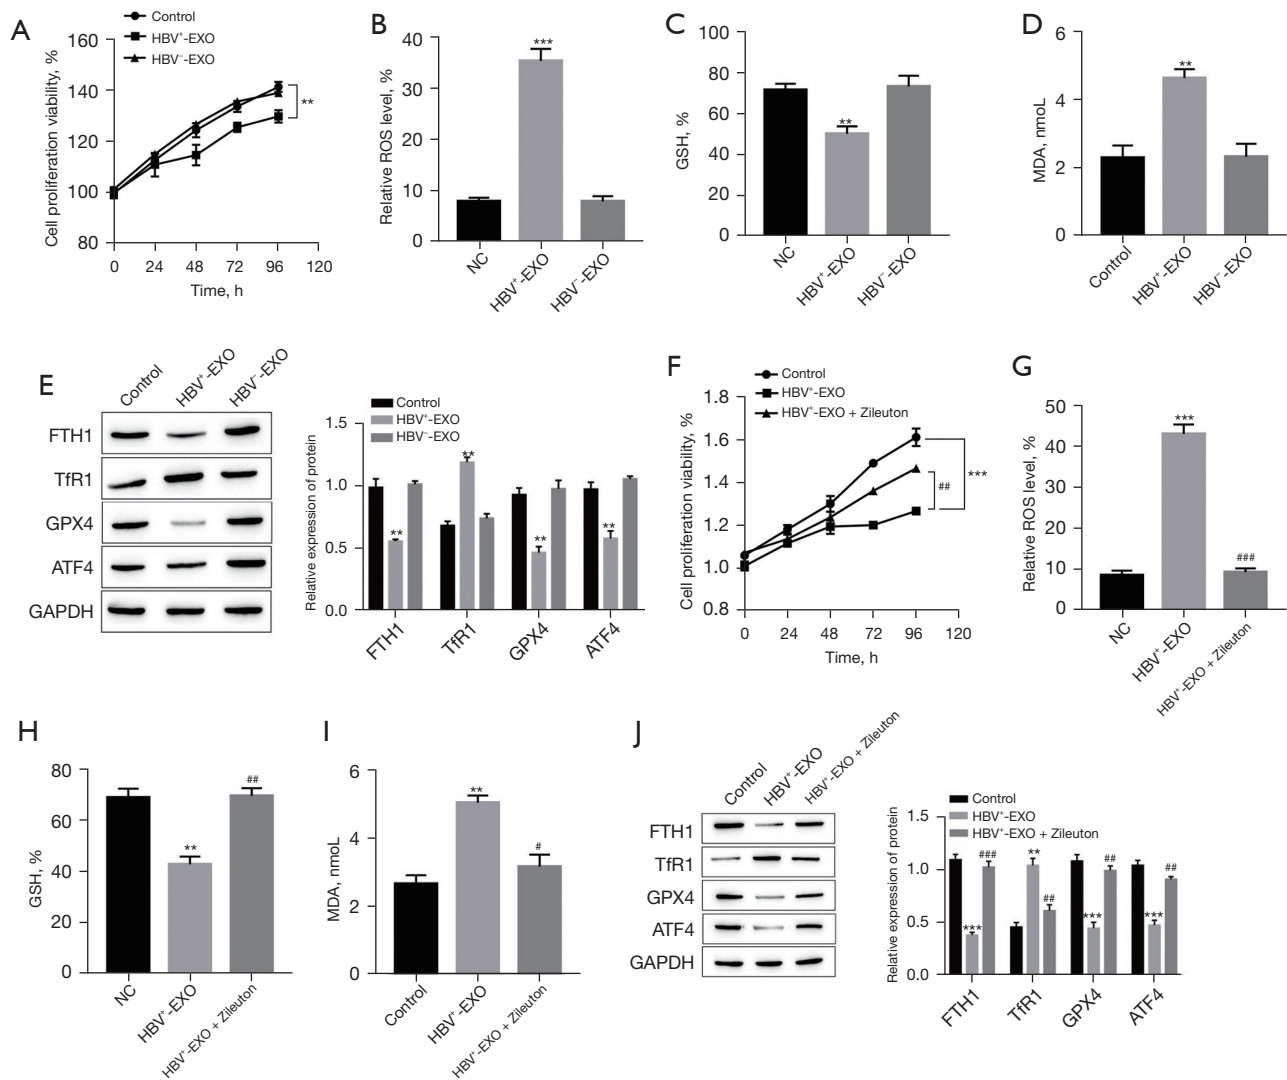 A
Control
HBV⁺-EXO
HBV⁻-EXO
Cell proliferation viability, %
160
140
120
100
80
**
0 24 48 72 96 120
Time, h
B
Relative ROS level, %
40
30
20
10
0
***
NC HBV⁺-EXO HBV⁻-EXO
C
GSH, %
100
80
60
40
20
0
**
NC HBV⁺-EXO HBV⁻-EXO
D
MDA, nmoL
6
4
2
0
**
Control HBV⁺-EXO HBV⁻-EXO
E
Control HBV⁺-EXO HBV⁻-EXO
FTH1
TfR1
GPX4
ATF4
GAPDH
Control
HBV⁺-EXO
HBV⁻-EXO
Relative expression of protein
1.5
1.0
0.5
0.0
** ** ** **
FTH1 TfR1 GPX4 ATF4
F
Control
HBV⁺-EXO
HBV⁺-EXO + Zileuton
Cell proliferation viability, %
1.8
1.6
1.4
1.2
1.0
0.8
## ***
0 24 48 72 96 120
Time, h
G
Relative ROS level, %
50
40
30
20
10
0
*** ###
NC HBV⁺-EXO HBV⁺-EXO + Zileuton
H
GSH, %
80
60
40
20
0
** ##
NC HBV⁺-EXO HBV⁺-EXO + Zileuton
I
MDA, nmoL
6
4
2
0
** #
Control HBV⁺-EXO HBV⁺-EXO + Zileuton
J
Control HBV⁺-EXO HBV⁺-EXO + Zileuton
FTH1
TfR1
GPX4
ATF4
GAPDH
Control
HBV⁺-EXO
HBV⁺-EXO + Zileuton
Relative expression of protein
1.5
1.0
0.5
0.0
*** ### ** ## *** ## *** ##
FTH1 TfR1 GPX4 ATF4